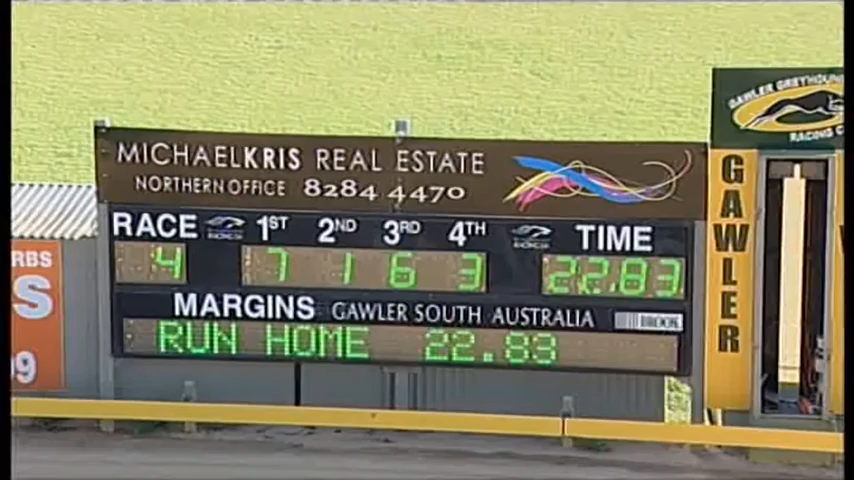 GAWLER GREYHOUND
RACING C
MICHAELKRIS REAL ESTATE
NORTHERN OFFICE 8284 4470
RACE 1ST 2ND 3RD 4TH TIME
4 7 1 6 3 22.83
MARGINS GAWLER SOUTH AUSTRALIA
RUN HOME 22.83
GAWLER
RBS
S
9